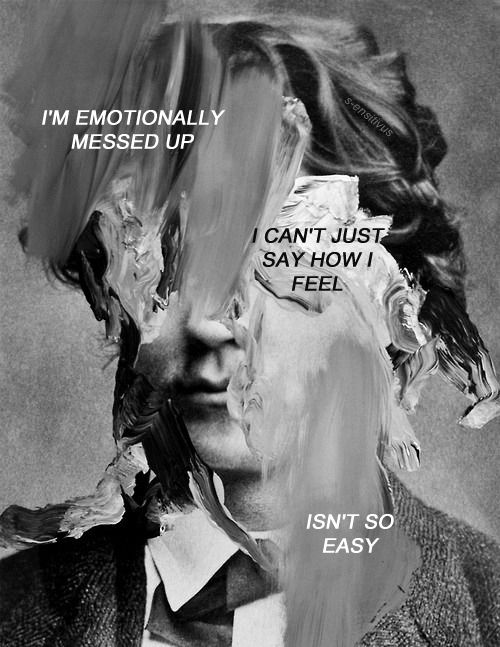 I'M EMOTIONALLY
MESSED UP
s-ensitivus
I CAN'T JUST
SAY HOW I
FEEL
ISN'T SO
EASY